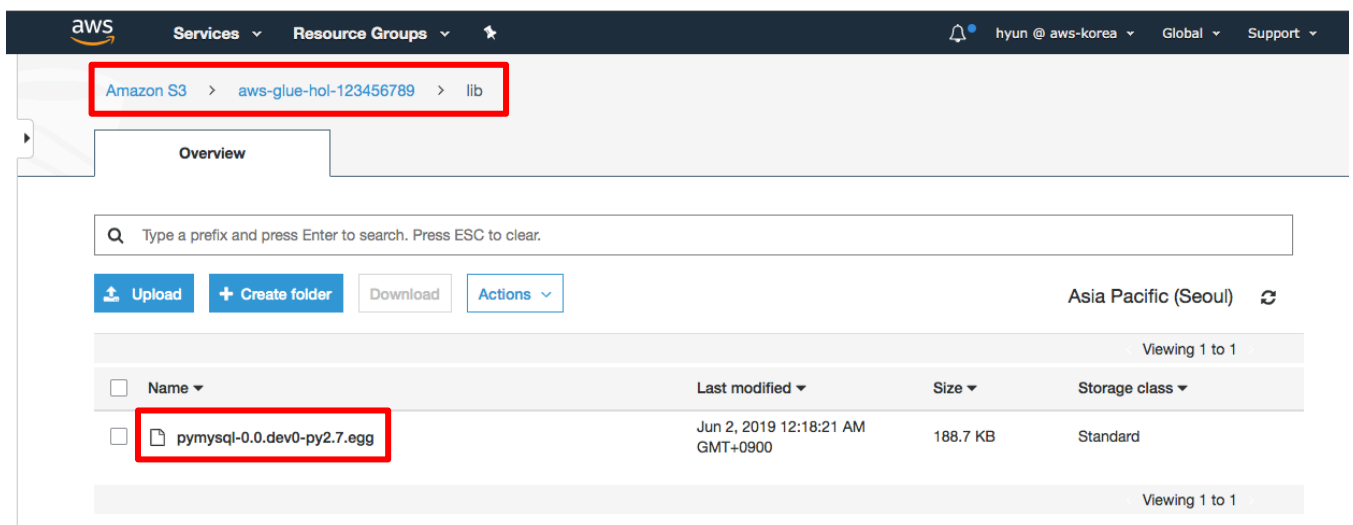 aws Services Resource Groups hyun @ aws-korea Global Support
Amazon S3 > aws-glue-hol-123456789 > lib
Overview
Type a prefix and press Enter to search. Press ESC to clear.
Upload + Create folder Download Actions Asia Pacific (Seoul)
Viewing 1 to 1
Name Last modified Size Storage class
pymysql-0.0.dev0-py2.7.egg Jun 2, 2019 12:18:21 AM 188.7 KB Standard
GMT+0900
Viewing 1 to 1